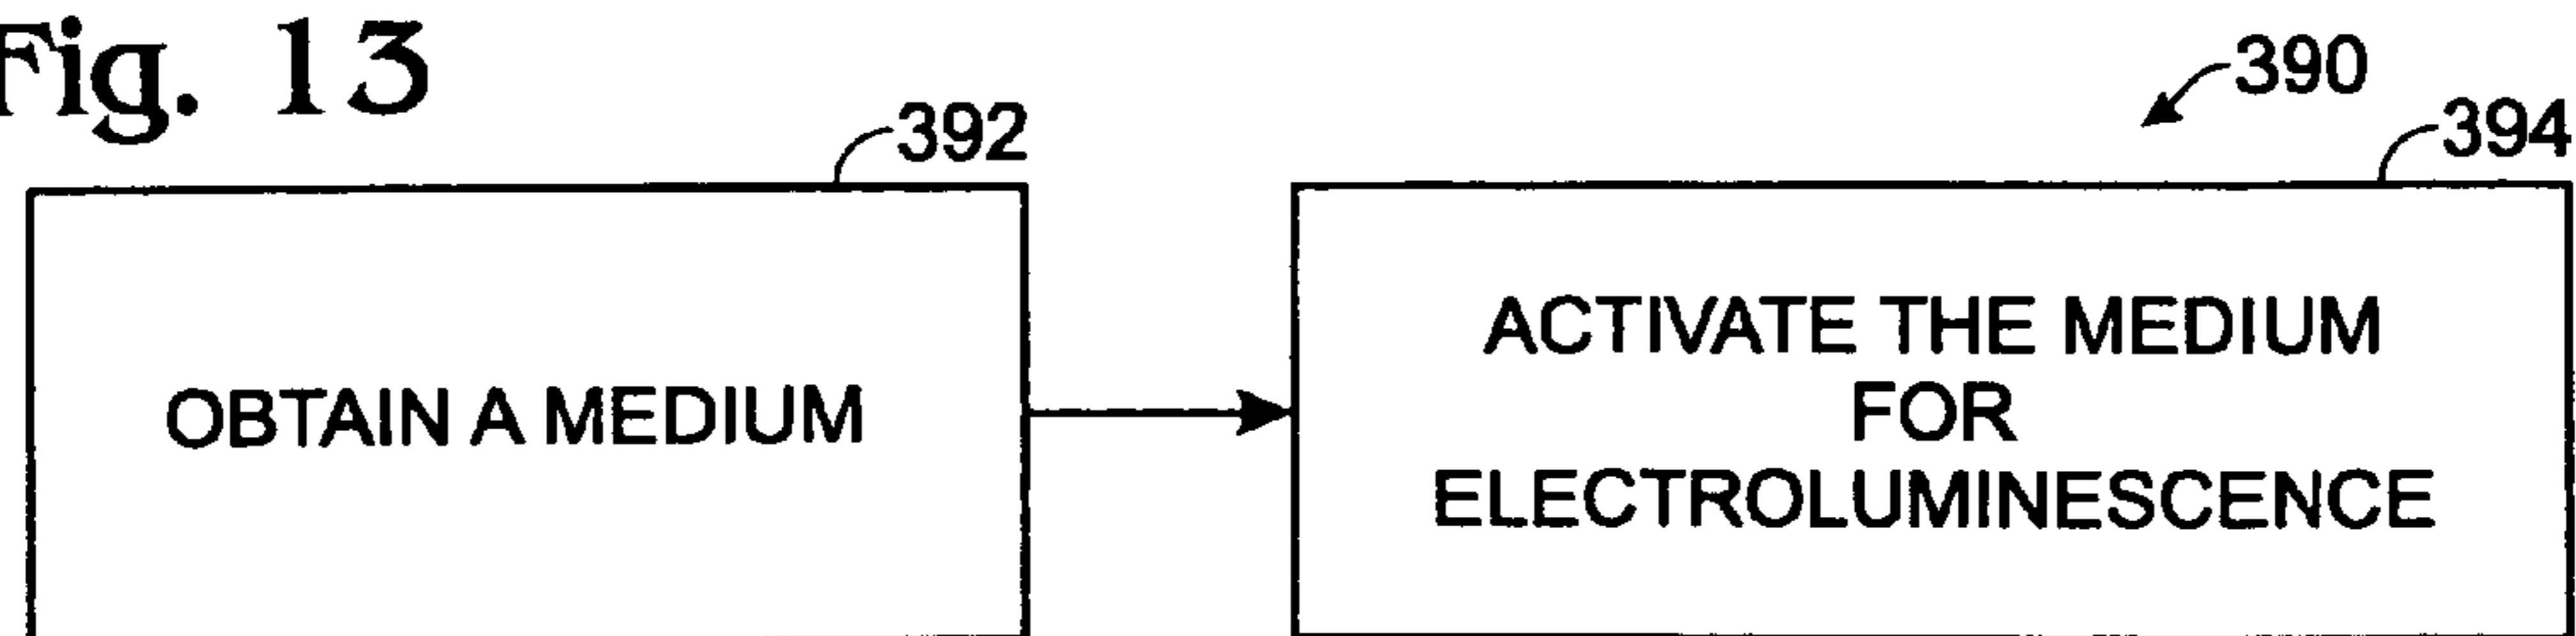 Fig. 13
390
392
394
OBTAIN A MEDIUM
ACTIVATE THE MEDIUM
FOR
ELECTROLUMINESCENCE